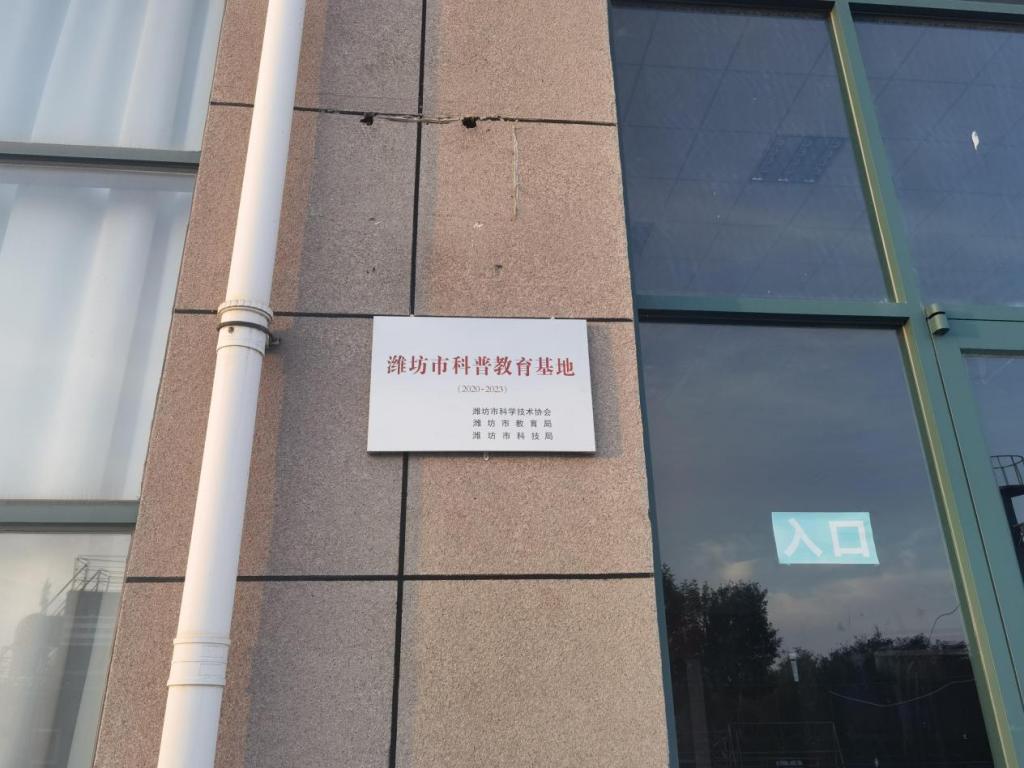 潍坊市科普教育基地
(2020-2023)
潍坊市科学技术协会
潍坊市教育局
潍坊市科技局
入口